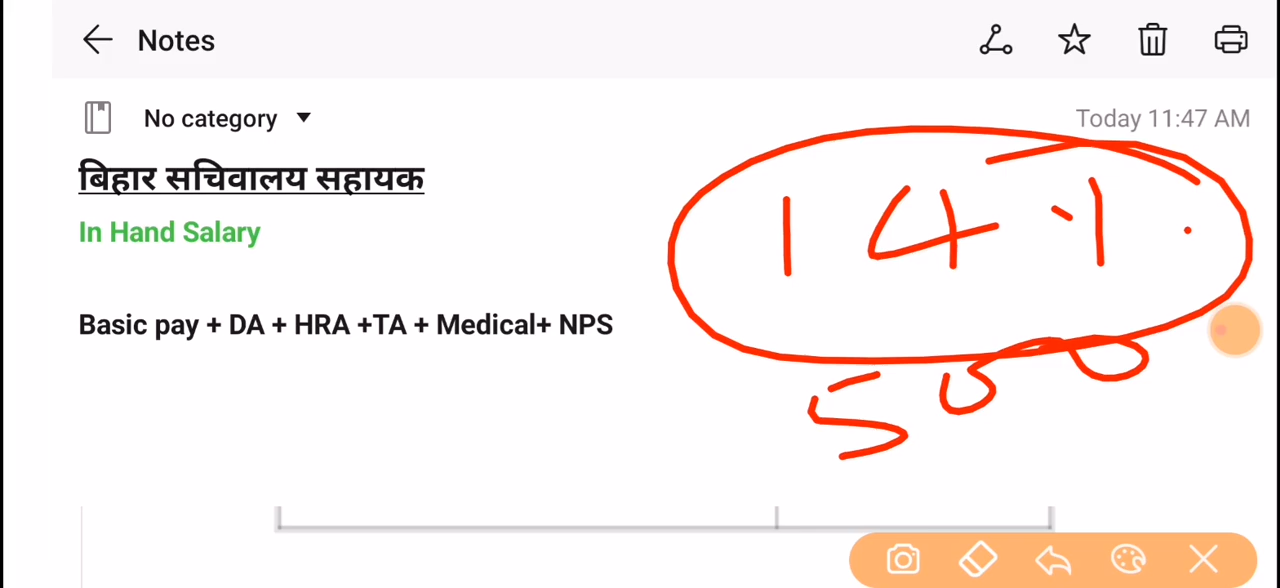 Notes
No category
Today 11:47 AM
बिहार सचिवालय सहायक
In Hand Salary
14
Basic pay + DA + HRA +TA + Medical+ NPS
500